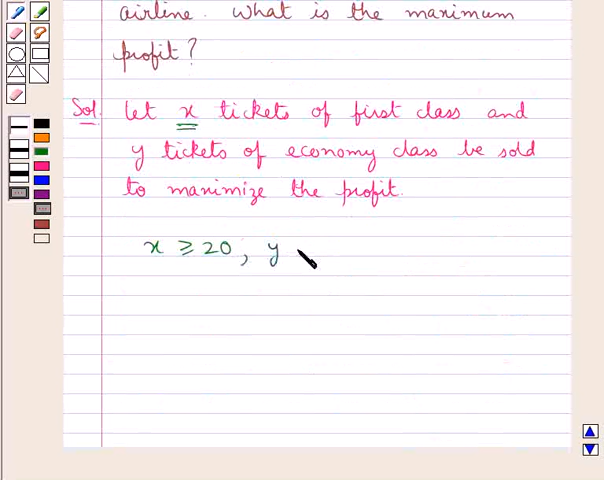 airline. What is the maximum
profit?
Sol. Let x tickets of first class and
y tickets of economy class be sold
to maximize the profit.
x ≥ 20, y